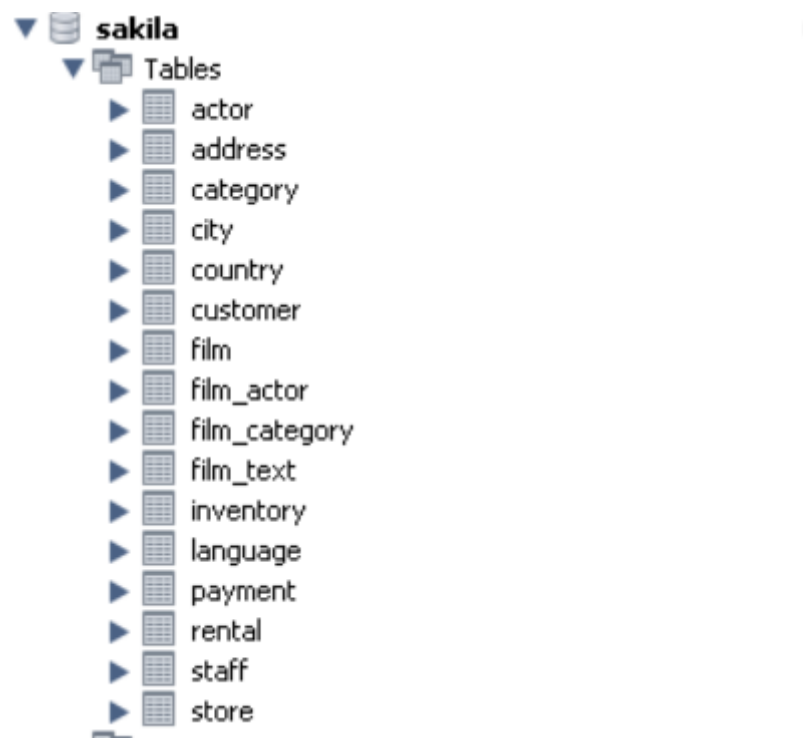 sakila
Tables
actor
address
category
city
country
customer
film
film_actor
film_category
film_text
inventory
language
payment
rental
staff
store